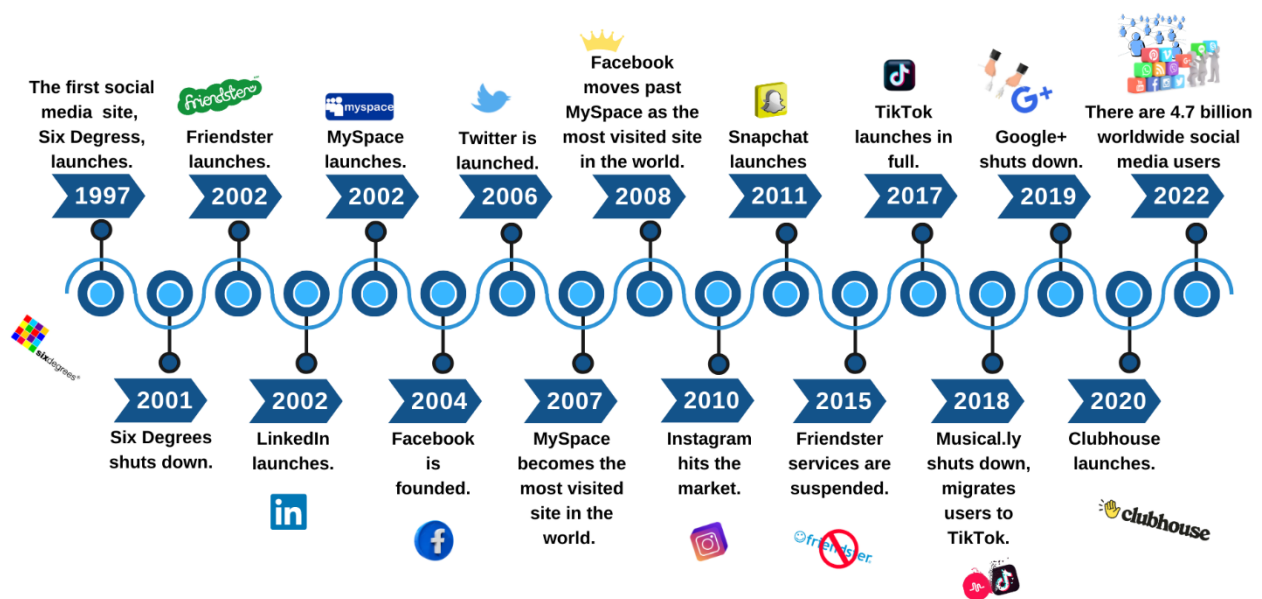 The first social
media site,
Six Degress,
launches.
1997
sixdegrees®
2001
Six Degrees
shuts down.
friendster
Friendster
launches.
2002
2002
LinkedIn
launches.
in
myspace
MySpace
launches.
2002
2004
Facebook
is
founded.
f
Twitter is
launched.
2006
2007
MySpace
becomes the
most visited
site in the
world.
Facebook
moves past
MySpace as the
most visited site
in the world.
2008
2010
Instagram
hits the
market.
Snapchat
launches
2011
2015
Friendster
services are
suspended.
friendster
TikTok
launches in
full.
2017
2018
Musical.ly
shuts down,
migrates
users to
TikTok.
G+
Google+
shuts down.
2019
2020
Clubhouse
launches.
clubhouse
There are 4.7 billion
worldwide social
media users
2022